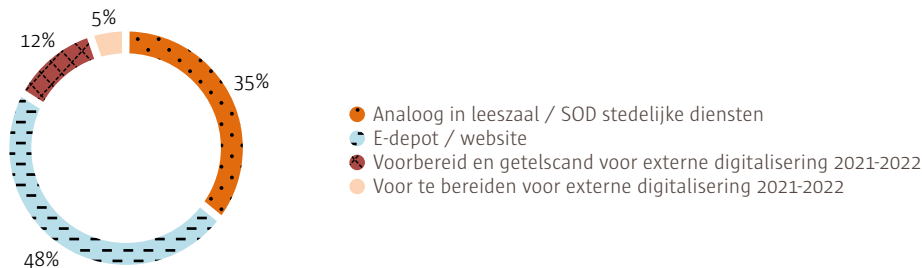 5%
12%
35%
Analoog in leeszaal / SOD stedelijke diensten
E-depot / website
Voorbereid en getelscand voor externe digitalisering 2021-2022
Voor te bereiden voor externe digitalisering 2021-2022
48%